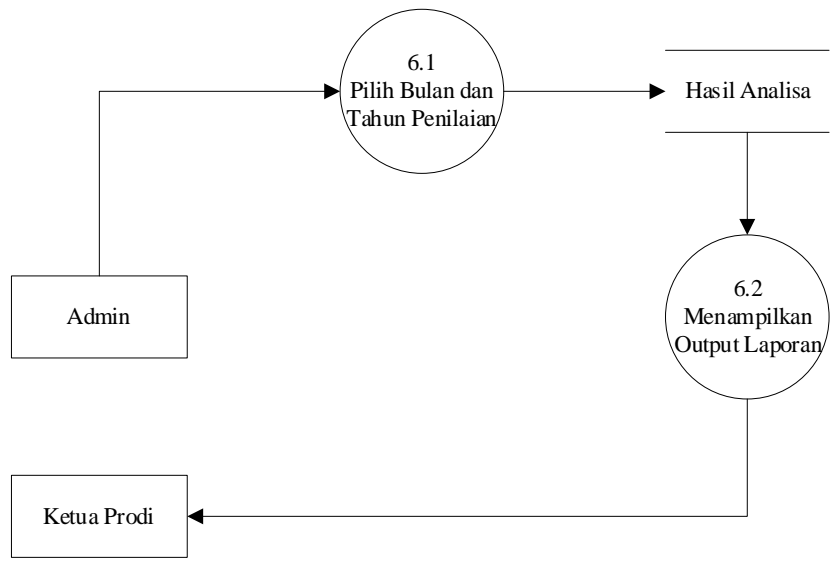 6.1
Pilih Bulan dan
Tahun Penilaian
Hasil Analisa
Admin
6.2
Menampilkan
Output Laporan
Ketua Prodi